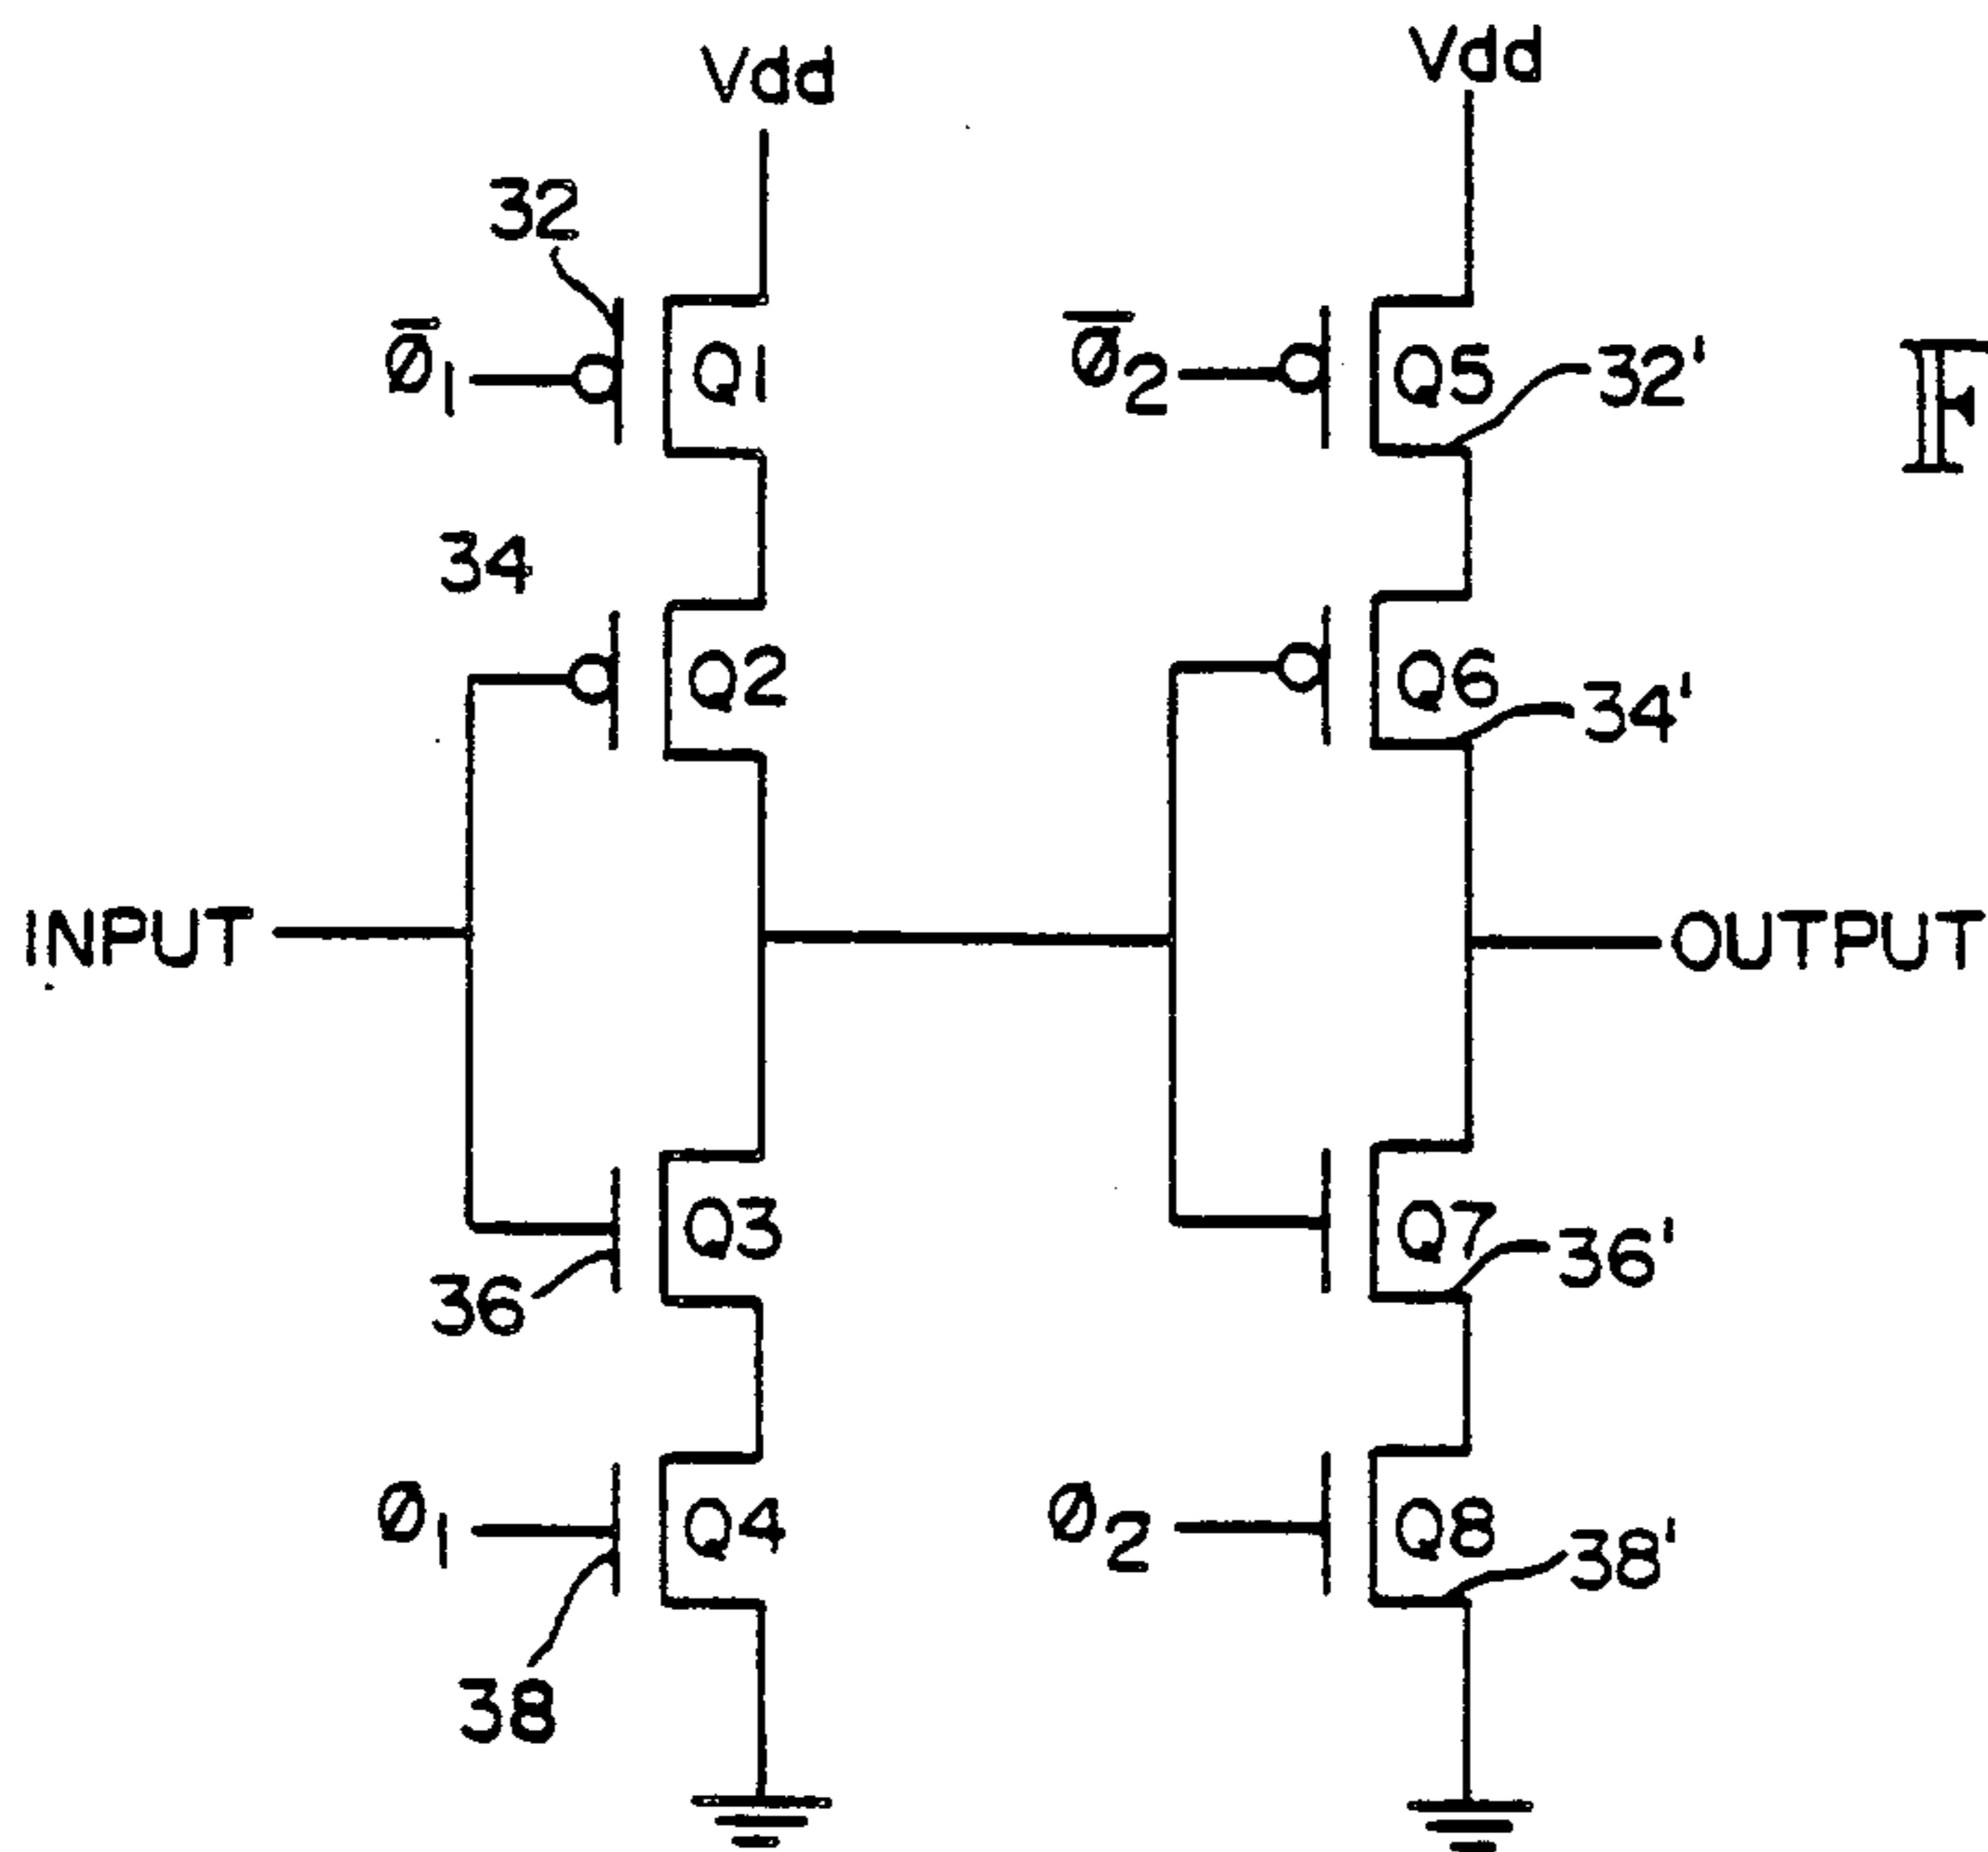 Vdd
Vdd
32
Ø̅1
Q1
Ø̅2
Q5
32'
F
34
Q2
Q6
34'
INPUT
OUTPUT
Q3
36
Q7
36'
Ø1
Q4
38
Ø2
Q8
38'